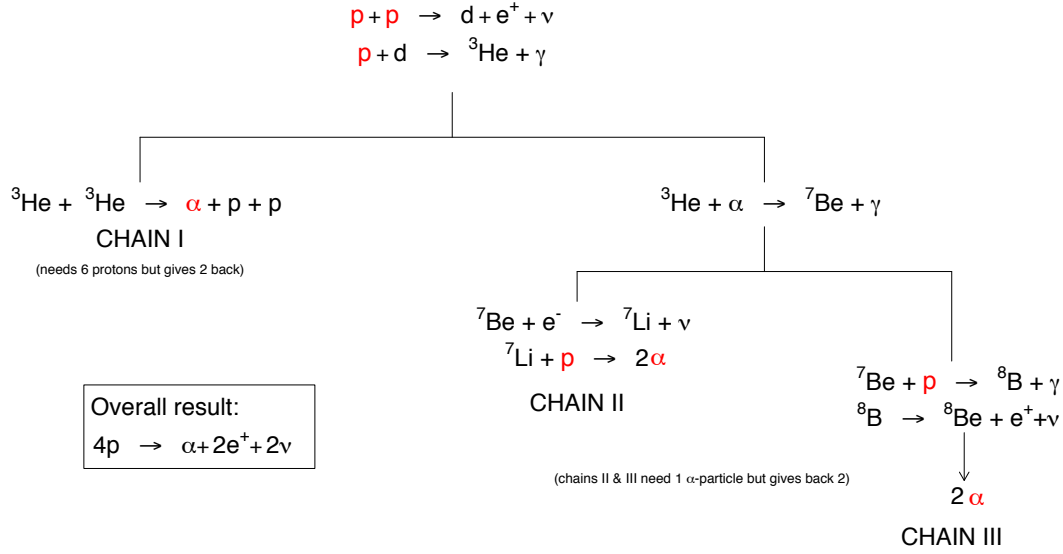 p + p → d + e⁺ + ν
p + d → ³He + γ
³He + ³He → α + p + p
CHAIN I
(needs 6 protons but gives 2 back)
³He + α → ⁷Be + γ
⁷Be + e⁻ → ⁷Li + ν
⁷Li + p → 2α
CHAIN II
⁷Be + p → ⁸B + γ
⁸B → ⁸Be + e⁺+ν
2 α
CHAIN III
(chains II & III need 1 α-particle but gives back 2)
Overall result:
4p → α+ 2e⁺+ 2ν